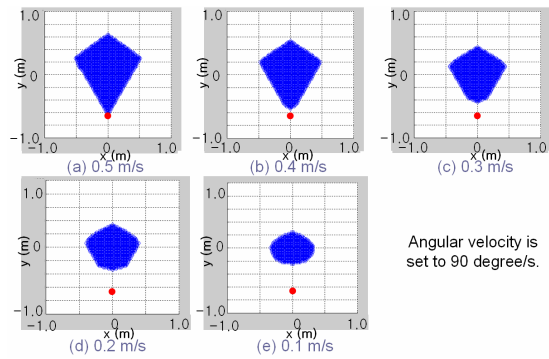 1.0
y (m)
0
-1.0
-1.0
0
1.0
x (m)
(a) 0.5 m/s
1.0
y (m)
0
-1.0
-1.0
0
1.0
x (m)
(b) 0.4 m/s
1.0
y (m)
0
-1.0
-1.0
0
1.0
x (m)
(c) 0.3 m/s
1.0
y (m)
0
-1.0
-1.0
0
1.0
x (m)
(d) 0.2 m/s
1.0
y (m)
0
-1.0
-1.0
0
1.0
x (m)
(e) 0.1 m/s
Angular velocity is
set to 90 degree/s.